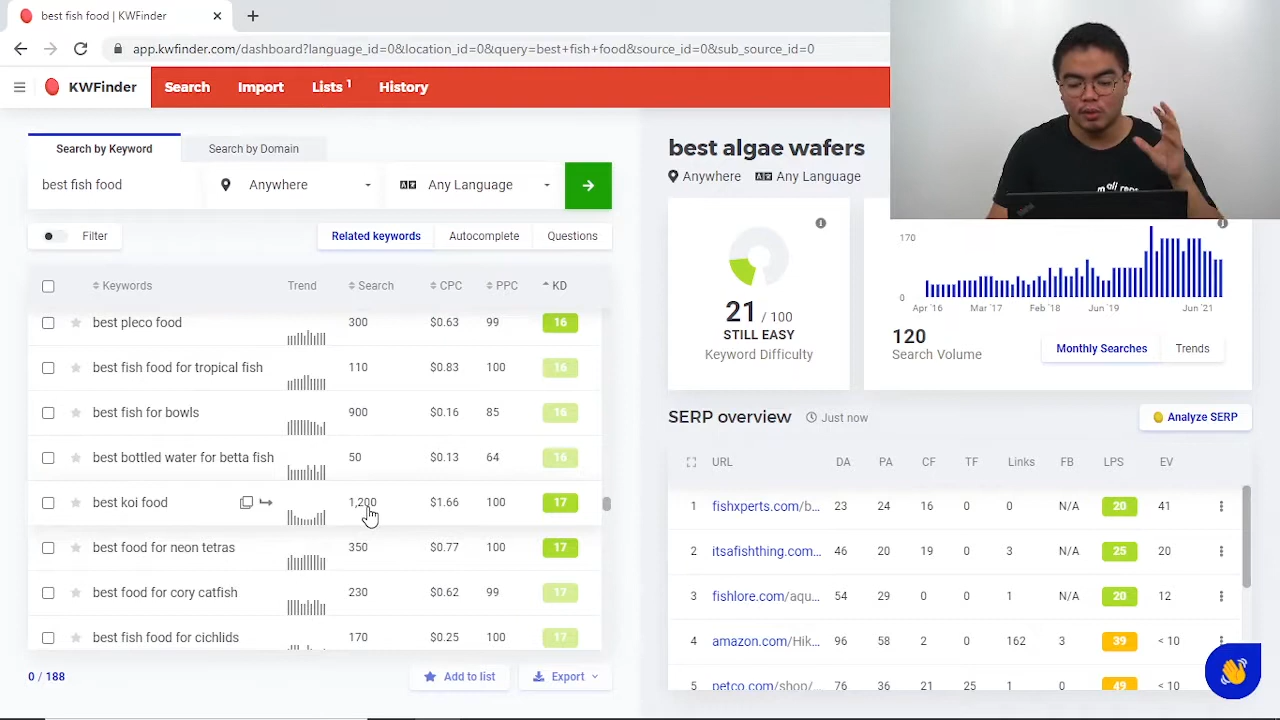 best fish food | KWFinder
app.kwfinder.com/dashboard?language_id=0&location_id=0&query=best+fish+food&source_id=0&sub_source_id=0
KWFinder Search Import Lists 1 History
Search by Keyword Search by Domain
best fish food Anywhere Any Language
Filter Related keywords Autocomplete Questions
Keywords Trend Search CPC PPC KD
best pleco food 300 $0.63 99 16
best fish food for tropical fish 110 $0.83 100 16
best fish for bowls 900 $0.16 85 16
best bottled water for betta fish 50 $0.13 64 16
best koi food 1,200 $1.66 100 17
best food for neon tetras 350 $0.77 100 17
best food for cory catfish 230 $0.62 99 17
best fish food for cichlids 170 $0.25 100 17
0 / 188 Add to list Export
best algae wafers
Anywhere Any Language
21 / 100
STILL EASY
Keyword Difficulty
170
0
Apr '16 Mar '17 Feb '18 Jun '19 Jun '21
120
Search Volume
Monthly Searches Trends
SERP overview Just now Analyze SERP
URL DA PA CF TF Links FB LPS EV
1 fishxperts.com/b... 23 24 16 0 0 N/A 20 41
2 itsafishthing.com... 46 20 19 0 3 N/A 25 20
3 fishlore.com/aqu... 54 29 0 0 1 N/A 20 12
4 amazon.com/Hik... 96 58 2 0 162 3 39 < 10
5 petco.com/shop/... 76 36 21 25 1 0 49 < 10